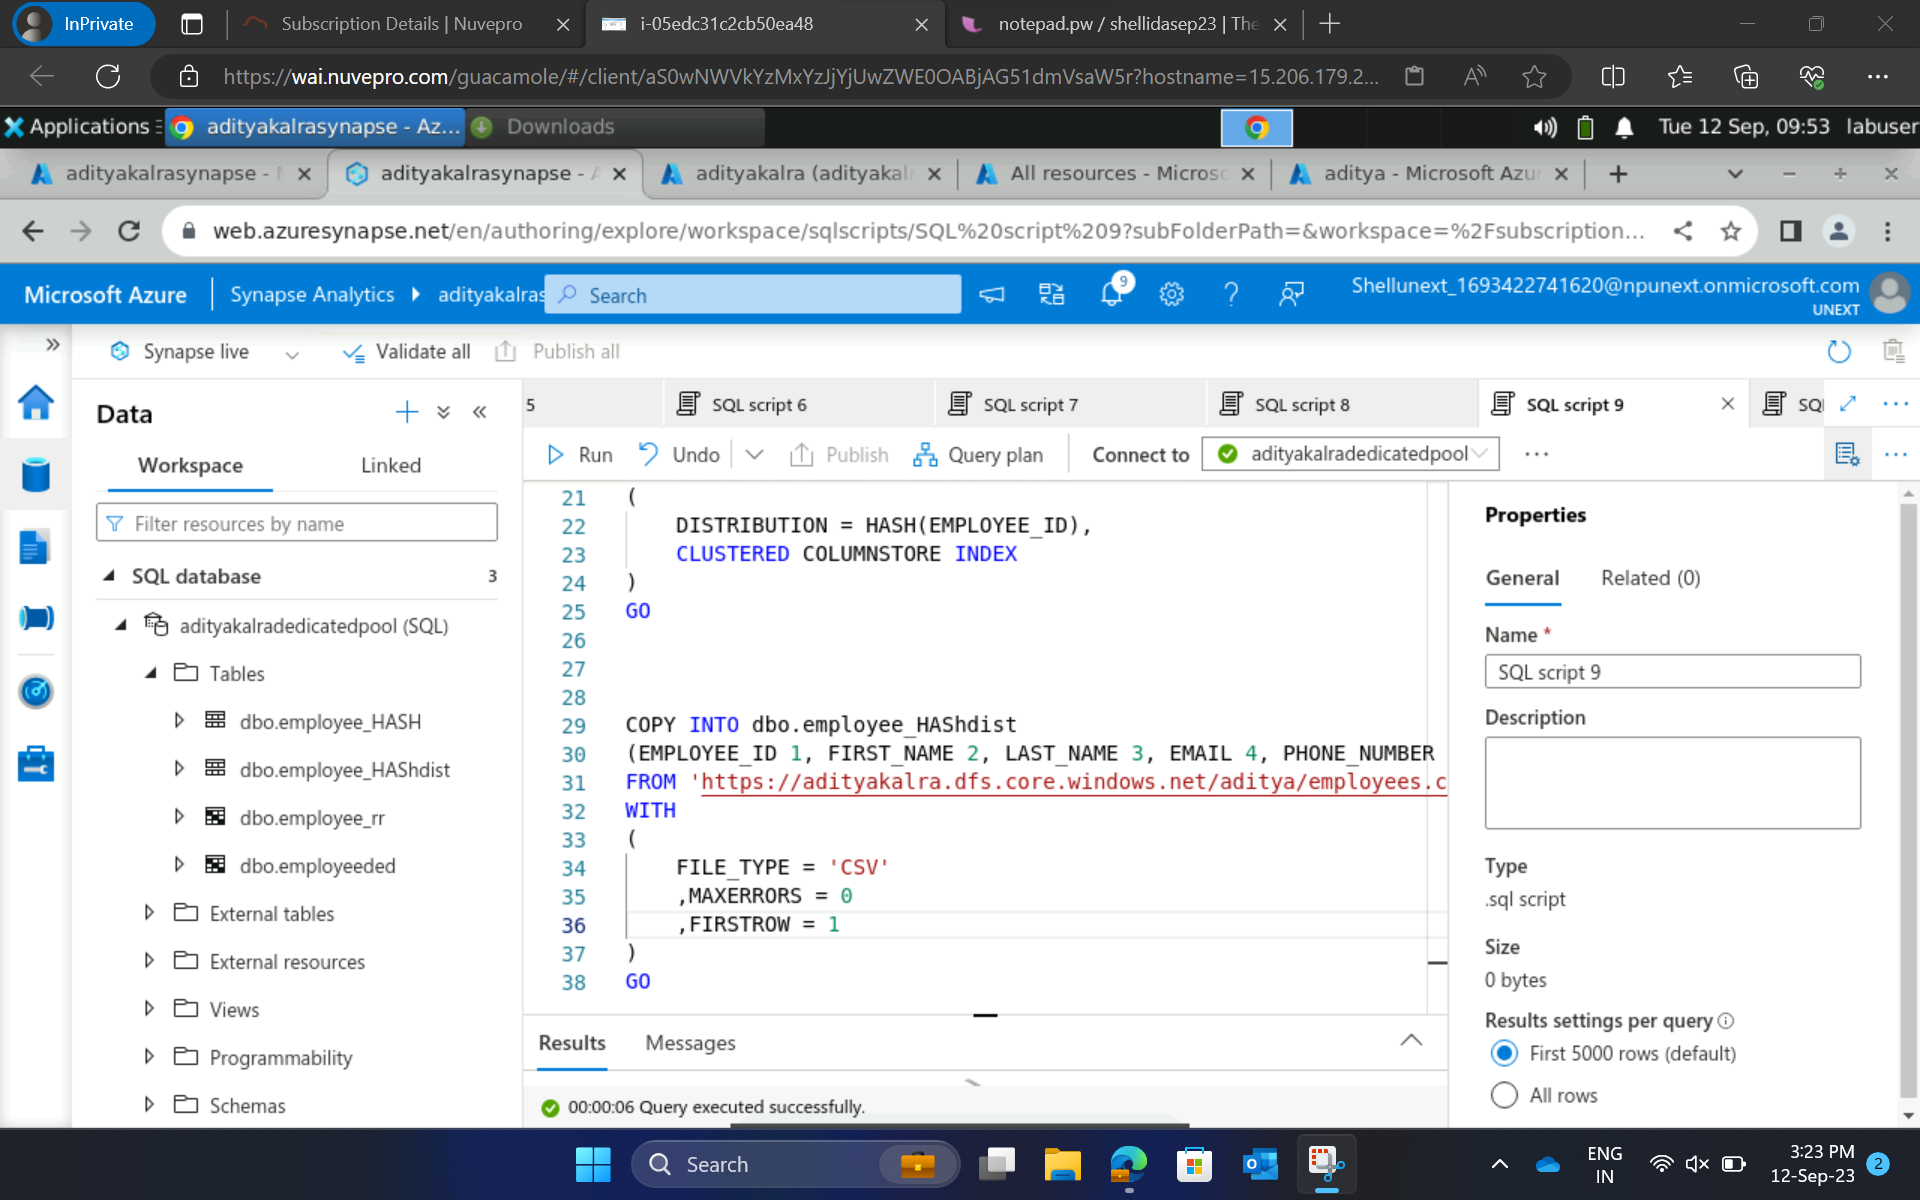 InPrivate
Subscription Details | Nuvepro
i-05edc31c2cb50ea48
notepad.pw / shellidasep23 | The
https://wai.nuvepro.com/guacamole/#/client/aS0wNWVkYzMxYzJjYjUwZWE0OABjAG51dmVsaW5r?hostname=15.206.179.2...
Applications
adityakalrasynapse - Az...
Downloads
Tue 12 Sep, 09:53
labuser
adityakalrasynapse -
adityakalrasynapse - A
adityakalra (adityakal
All resources - Micros
aditya - Microsoft Azu
web.azuresynapse.net/en/authoring/explore/workspace/sqlscripts/SQL%20script%209?subFolderPath=&workspace=%2Fsubscription...
Microsoft Azure
Synapse Analytics
adityakalras
Search
9
Shellunext_1693422741620@npunext.onmicrosoft.com
UNEXT
Synapse live
Validate all
Publish all
Data
Workspace
Linked
Filter resources by name
SQL database
3
adityakalradedicatedpool (SQL)
Tables
dbo.employee_HASH
dbo.employee_HAShdist
dbo.employee_rr
dbo.employeeded
External tables
External resources
Views
Programmability
Schemas
5
SQL script 6
SQL script 7
SQL script 8
SQL script 9
SQ
Run
Undo
Publish
Query plan
Connect to
adityakalradedicatedpool
21 (
22 DISTRIBUTION = HASH(EMPLOYEE_ID),
23 CLUSTERED COLUMNSTORE INDEX
24 )
25 GO
26
27
28
29 COPY INTO dbo.employee_HAShdist
30 (EMPLOYEE_ID 1, FIRST_NAME 2, LAST_NAME 3, EMAIL 4, PHONE_NUMBER
31 FROM 'https://adityakalra.dfs.core.windows.net/aditya/employees.c
32 WITH
33 (
34 FILE_TYPE = 'CSV'
35 ,MAXERRORS = 0
36 ,FIRSTROW = 1
37 )
38 GO
Results
Messages
00:00:06 Query executed successfully.
Properties
General
Related (0)
Name *
SQL script 9
Description
Type
.sql script
Size
0 bytes
Results settings per query
First 5000 rows (default)
All rows
Search
ENG
IN
3:23 PM
12-Sep-23
2